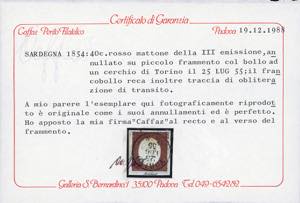 Certificato di Garanzia
Caffaz Perito Filatelico Padova 19.12.1988
SARDEGNA 1854:40c.rosso mattone della III emissione,an
nullato su piccolo frammento col bollo ad
un cerchio di Torino il 25 LUG 55;il fran
cobollo reca inoltre traccia di oblitera
zione di transito.
A mio parere l'esemplare qui fotograficamente riprodot
to è originale come i suoi annullamenti ed è perfetto.
Ho apposto la mia firma"Caffaz"al recto e al verso del
frammento.
Galleria S. Bernardino 35100 Padova Tel. 049-654989